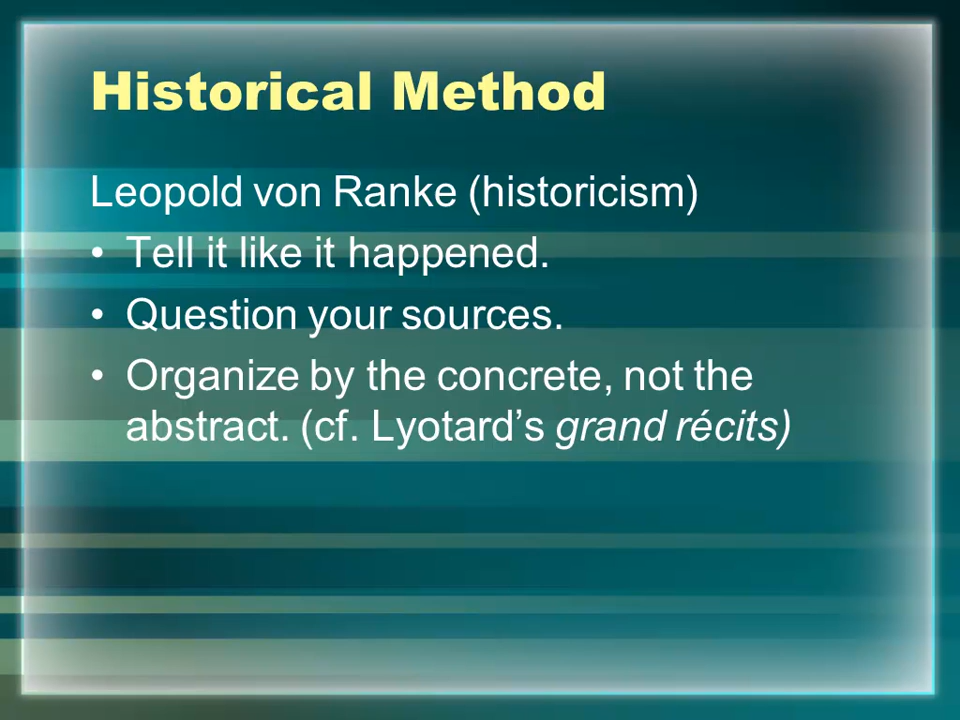 Historical Method
Leopold von Ranke (historicism)
• Tell it like it happened.
• Question your sources.
• Organize by the concrete, not the
abstract. (cf. Lyotard’s grand récits)